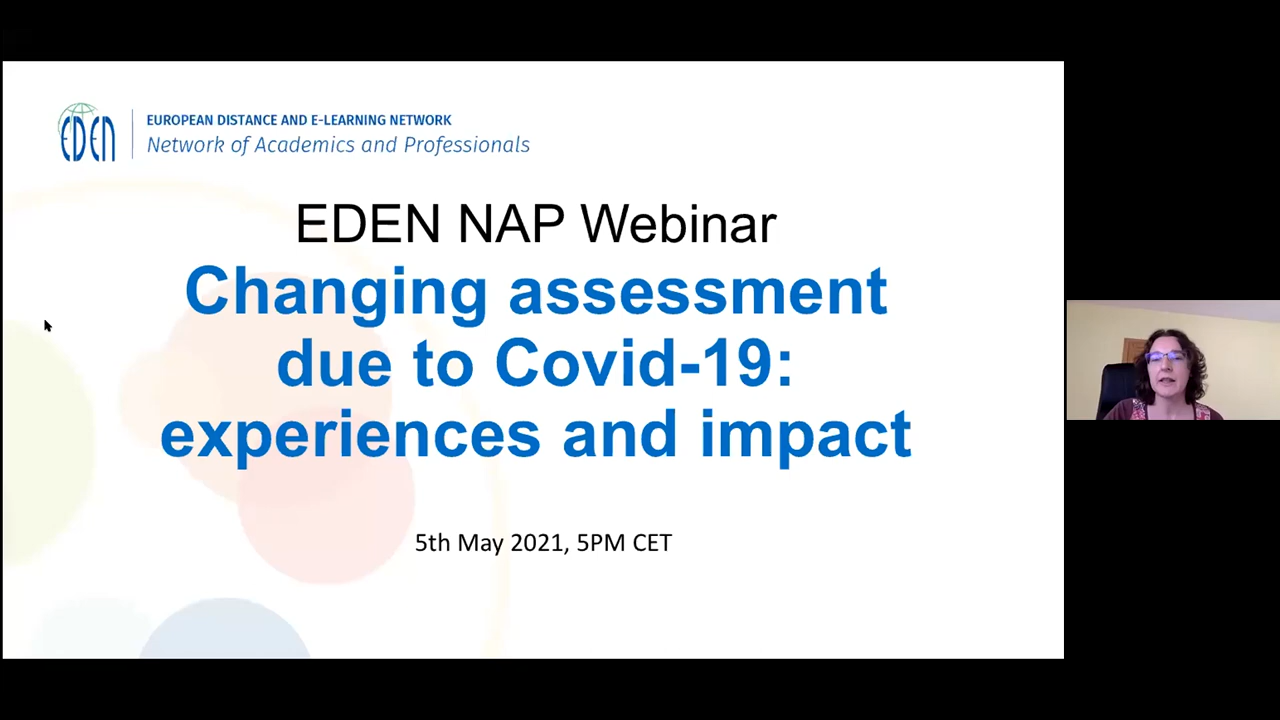 EDEN
EUROPEAN DISTANCE AND E-LEARNING NETWORK
Network of Academics and Professionals
EDEN NAP Webinar
Changing assessment
due to Covid-19:
experiences and impact
5th May 2021, 5PM CET